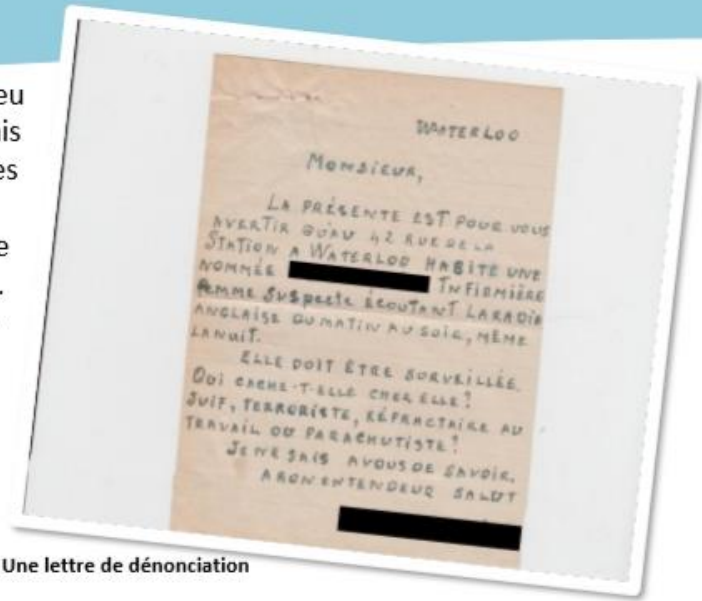 eu
is
es
e
.
WATERLOO
MONSIEUR,
LA PRÉSENTE EST POUR VOUS
AVERTIR QU'AU 42 RUE DE LA
STATION A WATERLOO HABITE UNE
NOMMÉE INFIRMIÈRE
FEMME SUSPECTE ÉCOUTANT LA RADIO
ANGLAISE DU MATIN AU SOIR, MÊME
LA NUIT.
ELLE DOIT ÊTRE SURVEILLÉE.
QUI CACHE-T-ELLE CHEZ ELLE?
JUIF, TERRORISTE, RÉFRACTAIRE AU
TRAVAIL OU PARACHUTISTE?
JE NE SAIS A VOUS DE SAVOIR.
A BON ENTENDEUR SALUT
Une lettre de dénonciation